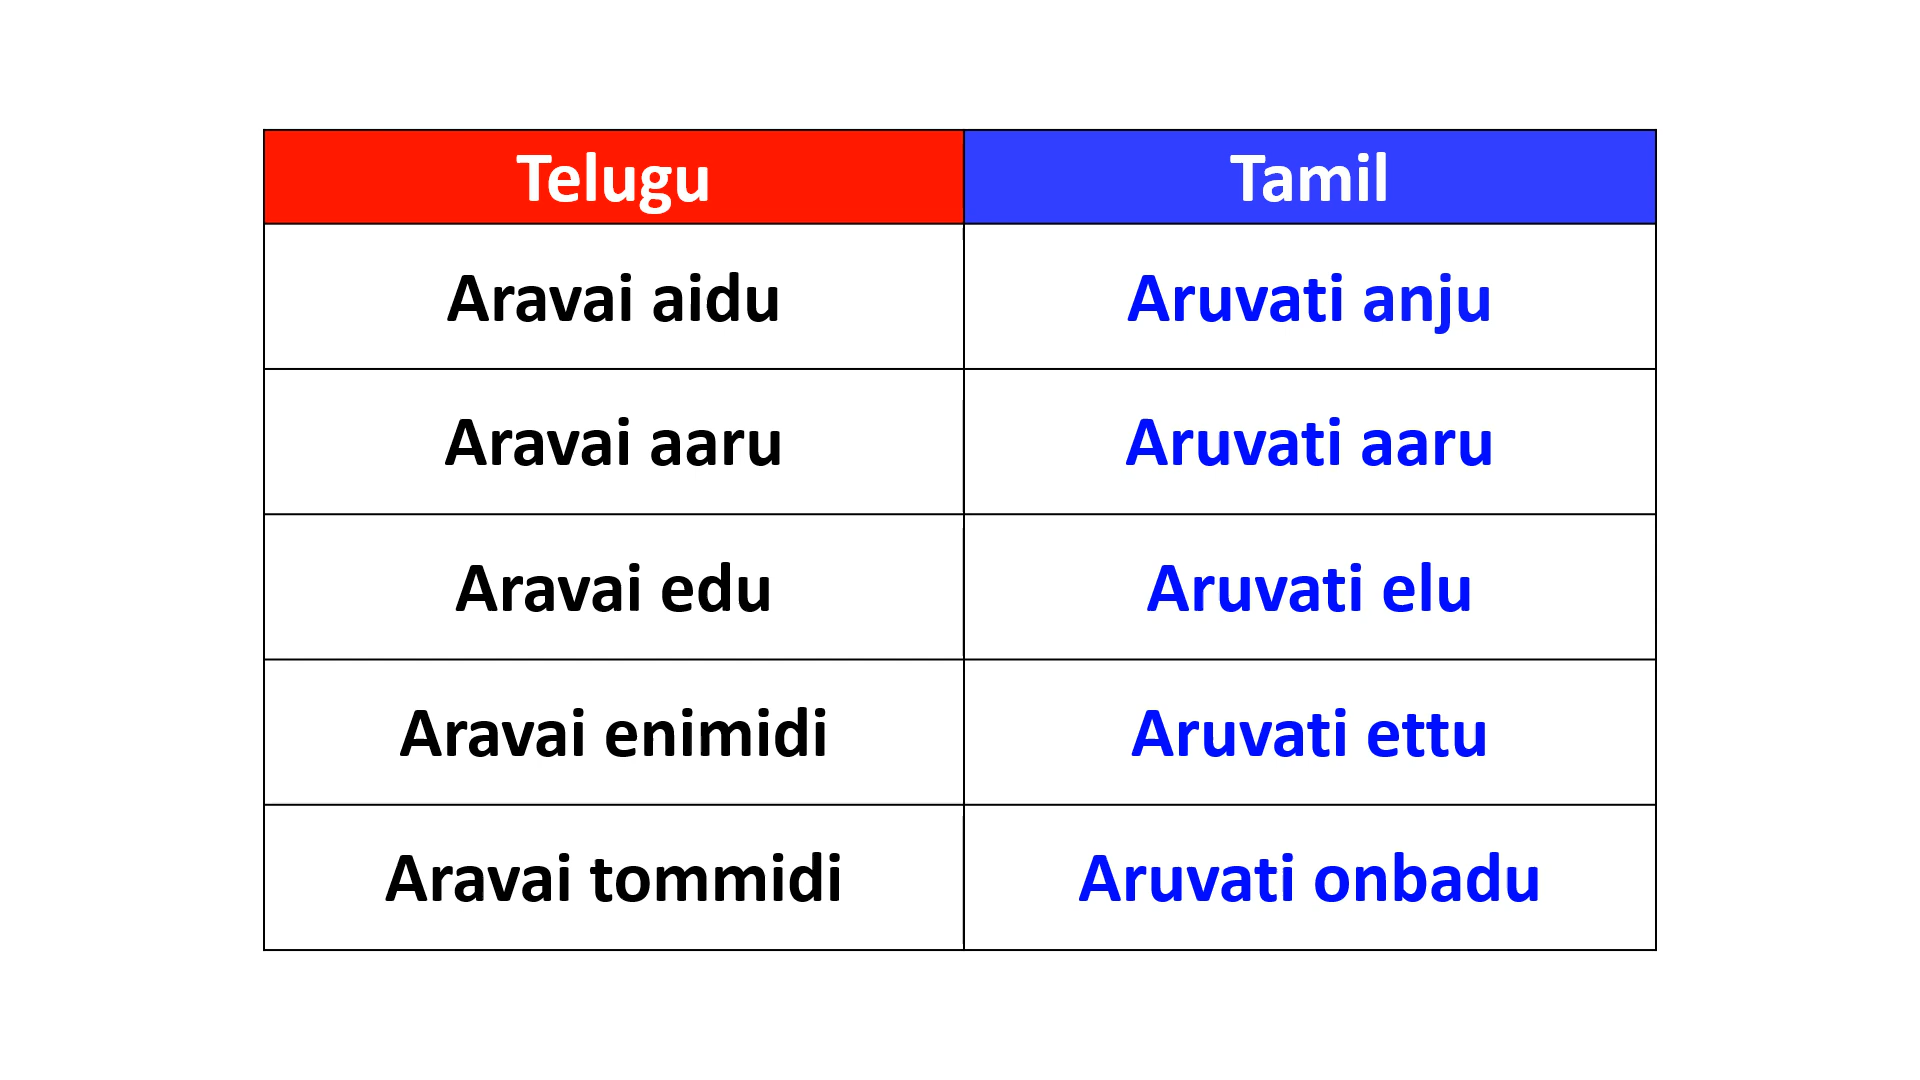 Telugu Tamil
Aravai aidu Aruvati anju
Aravai aaru Aruvati aaru
Aravai edu Aruvati elu
Aravai enimidi Aruvati ettu
Aravai tommidi Aruvati onbadu